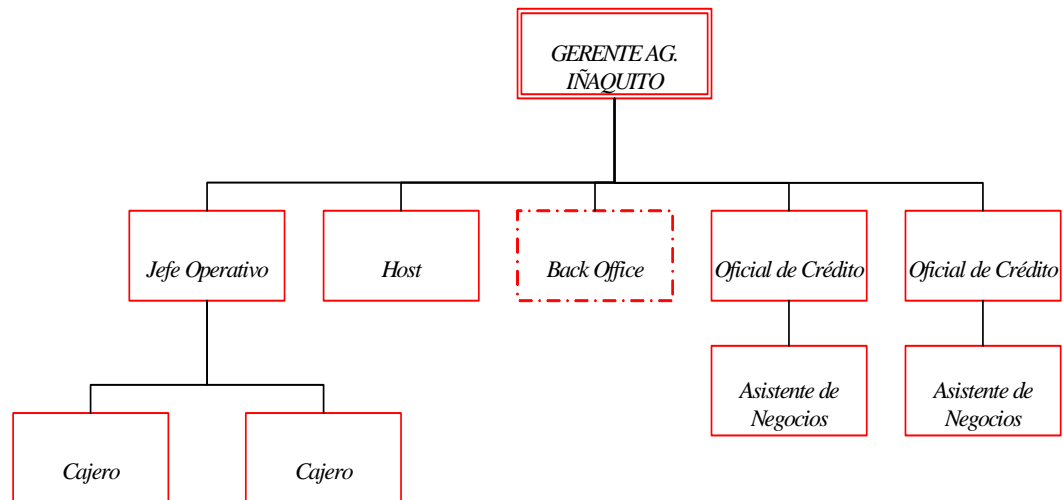 GERENTE AG.
IÑAQUITO
Jefe Operativo
Host
Back Office
Oficial de Crédito
Oficial de Crédito
Asistente de
Negocios
Asistente de
Negocios
Cajero
Cajero